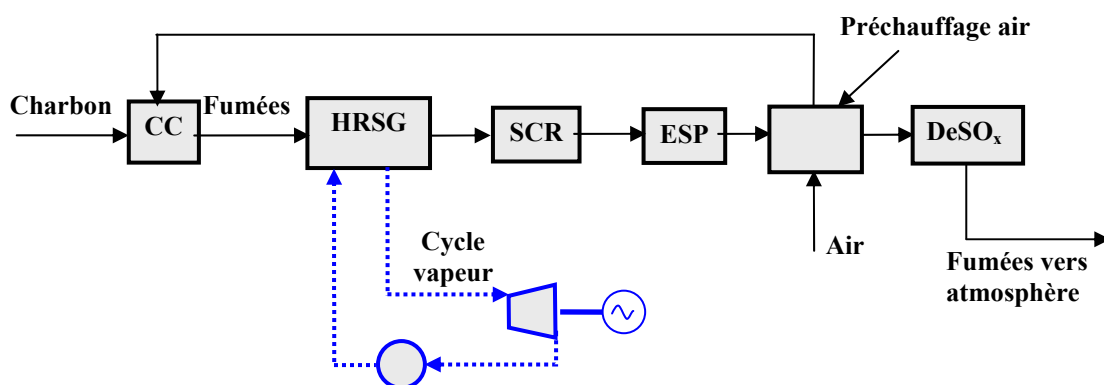 Préchauffage air
Charbon
Fumées
CC
HRSG
SCR
ESP
DeSOx
Cycle
vapeur
Air
Fumées vers
atmosphère